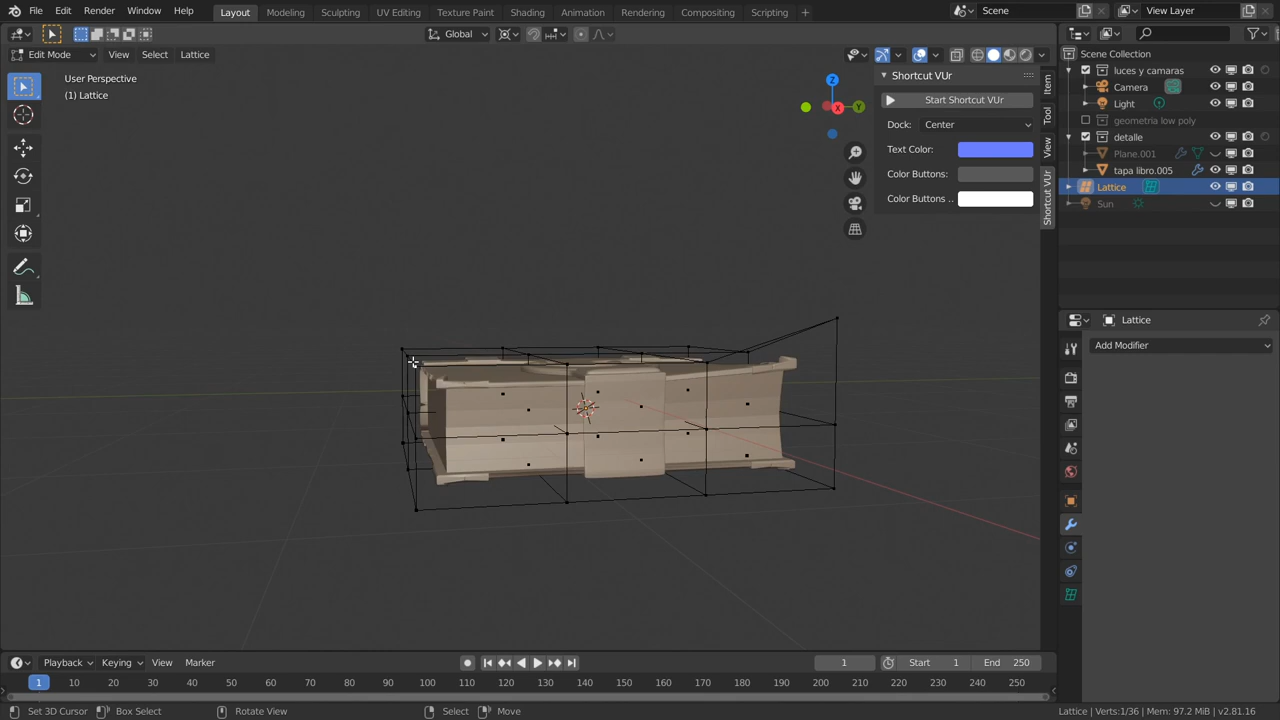 File Edit Render Window Help Layout Modeling Sculpting UV Editing Texture Paint Shading Animation Rendering Compositing Scripting + Scene View Layer
Global
Edit Mode View Select Lattice
User Perspective
(1) Lattice
Z
Y
X
Shortcut VUr
Start Shortcut VUr
Dock: Center
Text Color:
Color Buttons:
Color Buttons ..
Item
Tool
View
Shortcut VUr
Scene Collection
luces y camaras
Camera
Light
geometria low poly
detalle
Plane.001
tapa libro.005
Lattice
Sun
Lattice
Add Modifier
Playback Keying View Marker 1 Start 1 End 250
1 10 20 30 40 50 60 70 80 90 100 110 120 130 140 150 160 170 180 190 200 210 220 230 240 250
Set 3D Cursor Box Select Rotate View Select Move Lattice | Verts:1/36 | Mem: 97.2 MiB | v2.81.16